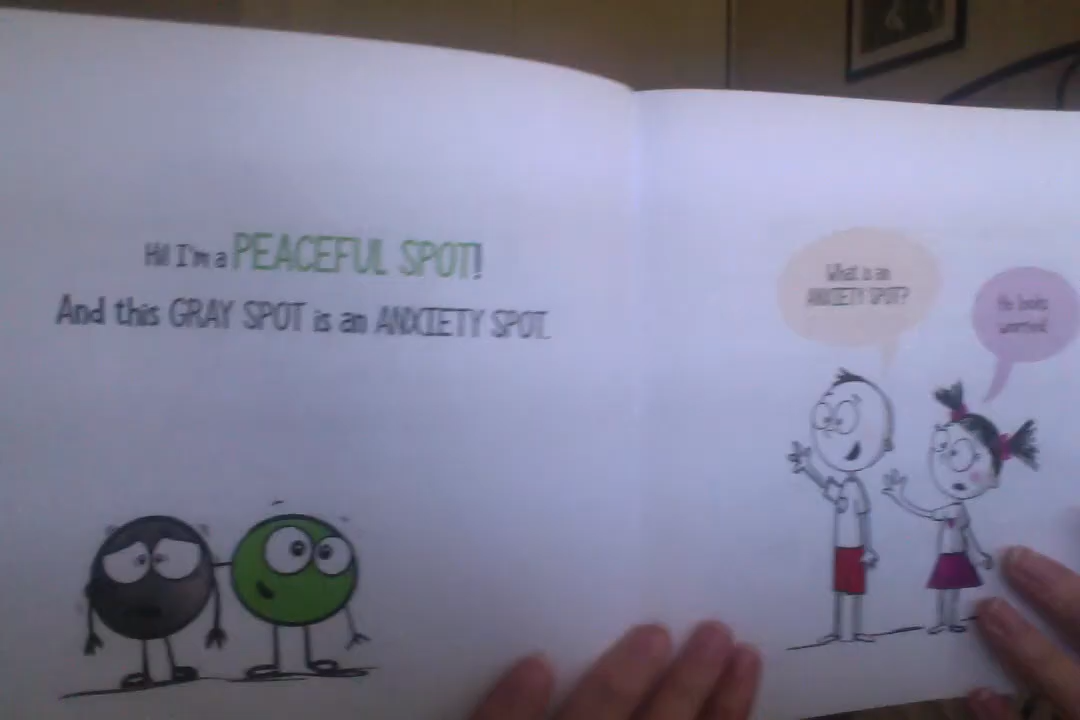 Hi! I'm a PEACEFUL SPOT!
And this GRAY SPOT is an ANXIETY SPOT.
What is an
ANXIETY SPOT?
He looks
worried!